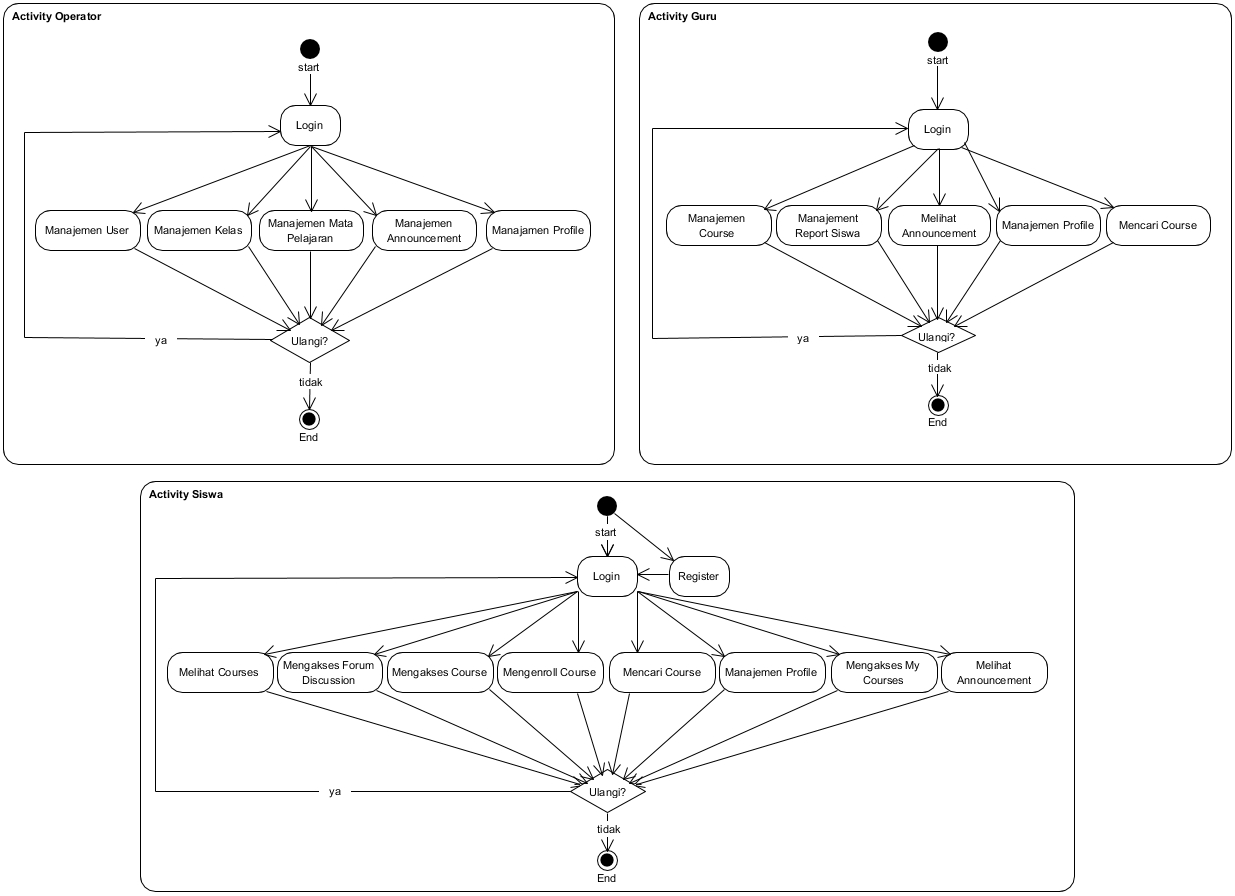 Activity Operator
start
Login
Manajemen User
Manajemen Kelas
Manajemen Mata
Pelajaran
Manajemen
Announcement
Manajamen Profile
Ulangi?
ya
tidak
End
Activity Guru
start
Login
Manajemen
Course
Manajement
Report Siswa
Melihat
Announcement
Manajemen Profile
Mencari Course
Ulangi?
ya
tidak
End
Activity Siswa
start
Login
Register
Melihat Courses
Mengakses Forum
Discussion
Mengakses Course
Mengenroll Course
Mencari Course
Manajemen Profile
Mengakses My
Courses
Melihat
Announcement
Ulangi?
ya
tidak
End